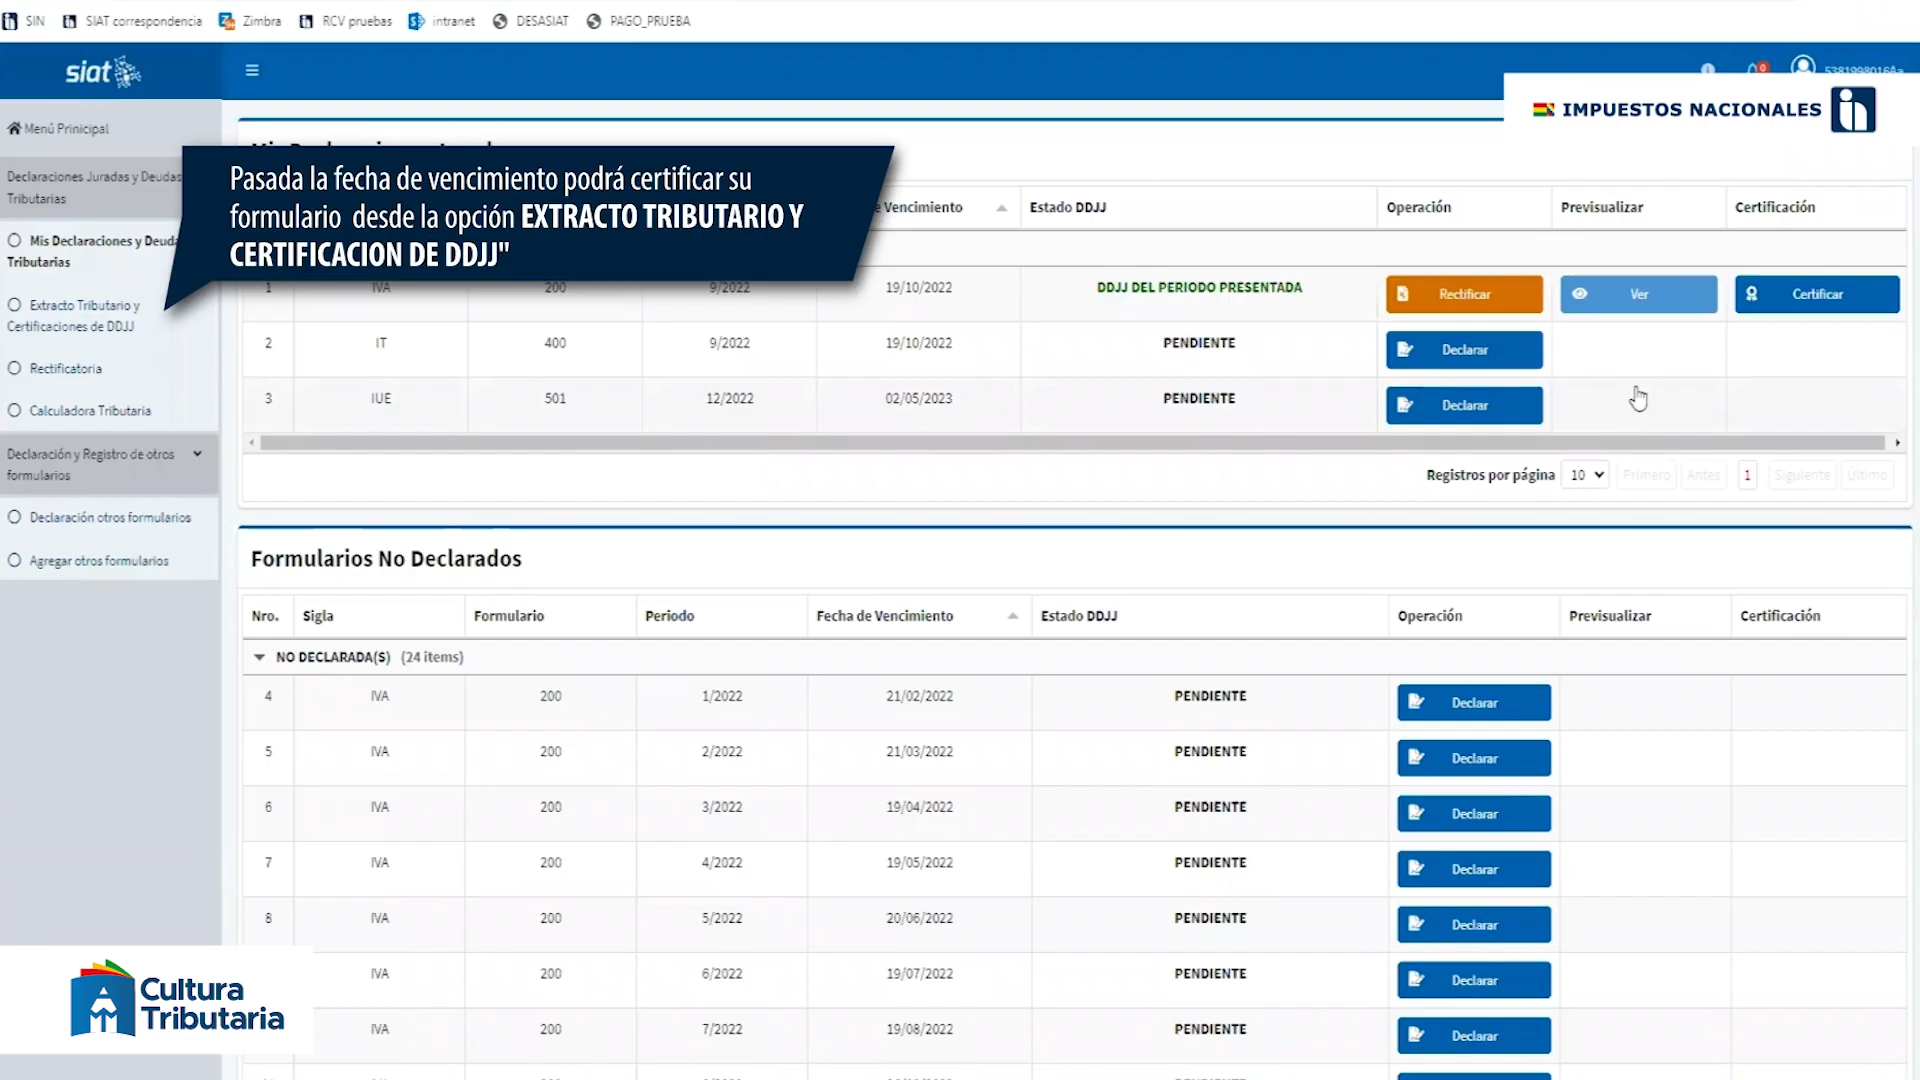 SIN SIAT correspondencia Zimbra RCV pruebas intranet DESASIAT PAGO_PRUEBA
siat
0
5381998016Aa
IMPUESTOS NACIONALES
Menú Prinicipal
Declaraciones Juradas y Deudas
Tributarias
Mis Declaraciones y Deuda
Tributarias
Extracto Tributario y
Certificaciones de DDJJ
Rectificatoria
Calculadora Tributaria
Declaración y Registro de otros
formularios
Declaración otros formularios
Agregar otros formularios
Pasada la fecha de vencimiento podrá certificar su
formulario desde la opción EXTRACTO TRIBUTARIO Y
CERTIFICACION DE DDJJ"
Vencimiento Estado DDJJ Operación Previsualizar Certificación
1 IVA 200 9/2022 19/10/2022 DDJJ DEL PERIODO PRESENTADA Rectificar Ver Certificar
2 IT 400 9/2022 19/10/2022 PENDIENTE Declarar
3 IUE 501 12/2022 02/05/2023 PENDIENTE Declarar
Registros por página 10 Primero Antes 1 Siguiente Último
Formularios No Declarados
Nro. Sigla Formulario Periodo Fecha de Vencimiento Estado DDJJ Operación Previsualizar Certificación
NO DECLARADA(S) (24 items)
4 IVA 200 1/2022 21/02/2022 PENDIENTE Declarar
5 IVA 200 2/2022 21/03/2022 PENDIENTE Declarar
6 IVA 200 3/2022 19/04/2022 PENDIENTE Declarar
7 IVA 200 4/2022 19/05/2022 PENDIENTE Declarar
8 IVA 200 5/2022 20/06/2022 PENDIENTE Declarar
IVA 200 6/2022 19/07/2022 PENDIENTE Declarar
IVA 200 7/2022 19/08/2022 PENDIENTE Declarar
Cultura
Tributaria